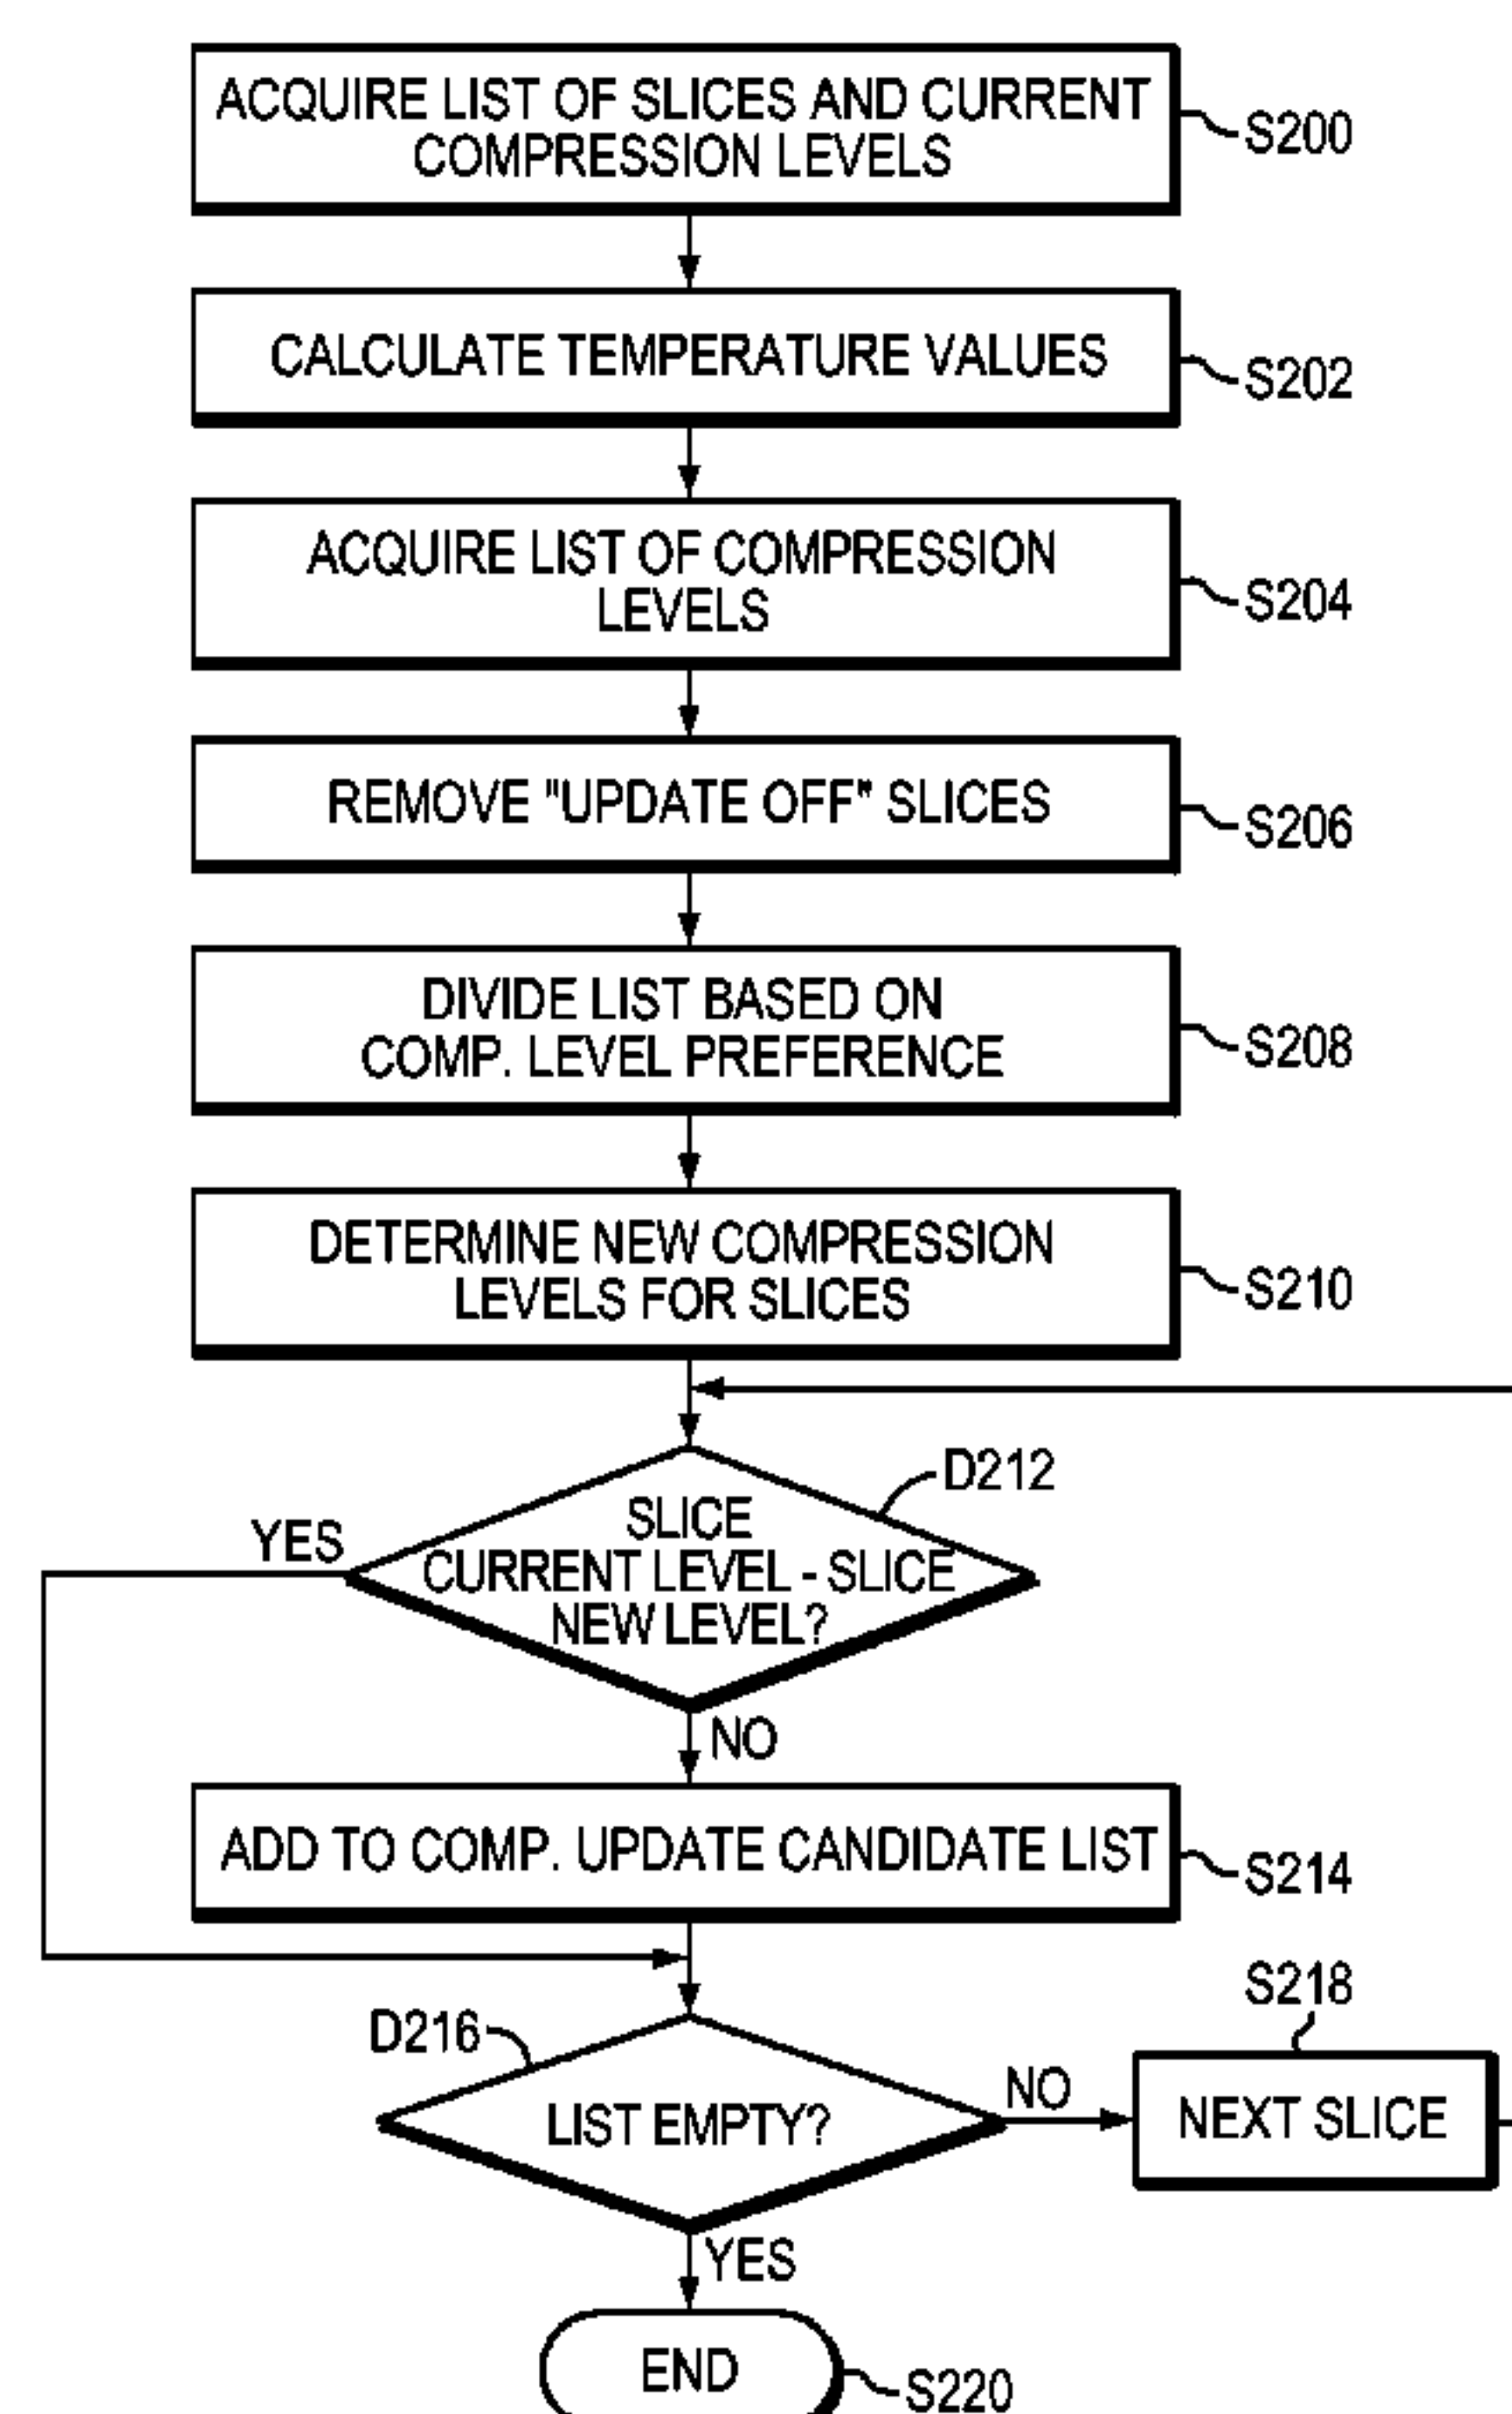 ACQUIRE LIST OF SLICES AND CURRENT
COMPRESSION LEVELS
S200
CALCULATE TEMPERATURE VALUES
S202
ACQUIRE LIST OF COMPRESSION
LEVELS
S204
REMOVE "UPDATE OFF" SLICES
S206
DIVIDE LIST BASED ON
COMP. LEVEL PREFERENCE
S208
DETERMINE NEW COMPRESSION
LEVELS FOR SLICES
S210
D212
YES
SLICE
CURRENT LEVEL - SLICE
NEW LEVEL?
NO
ADD TO COMP. UPDATE CANDIDATE LIST
S214
S218
D216
NO
LIST EMPTY?
NEXT SLICE
YES
END
S220